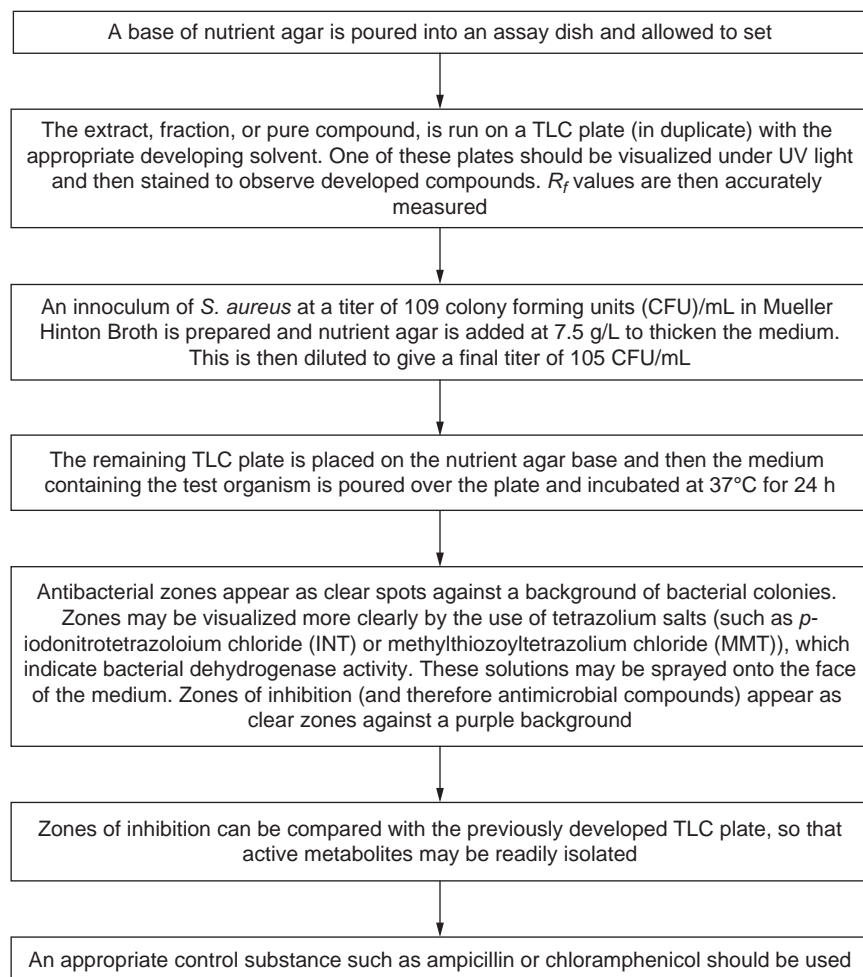 A base of nutrient agar is poured into an assay dish and allowed to set
The extract, fraction, or pure compound, is run on a TLC plate (in duplicate) with the
appropriate developing solvent. One of these plates should be visualized under UV light
and then stained to observe developed compounds. Rf values are then accurately
measured
An innoculum of S. aureus at a titer of 109 colony forming units (CFU)/mL in Mueller
Hinton Broth is prepared and nutrient agar is added at 7.5 g/L to thicken the medium.
This is then diluted to give a final titer of 105 CFU/mL
The remaining TLC plate is placed on the nutrient agar base and then the medium
containing the test organism is poured over the plate and incubated at 37°C for 24 h
Antibacterial zones appear as clear spots against a background of bacterial colonies.
Zones may be visualized more clearly by the use of tetrazolium salts (such as p-
iodonitrotetrazoloium chloride (INT) or methylthiozoyltetrazolium chloride (MMT)), which
indicate bacterial dehydrogenase activity. These solutions may be sprayed onto the face
of the medium. Zones of inhibition (and therefore antimicrobial compounds) appear as
clear zones against a purple background
Zones of inhibition can be compared with the previously developed TLC plate, so that
active metabolites may be readily isolated
An appropriate control substance such as ampicillin or chloramphenicol should be used